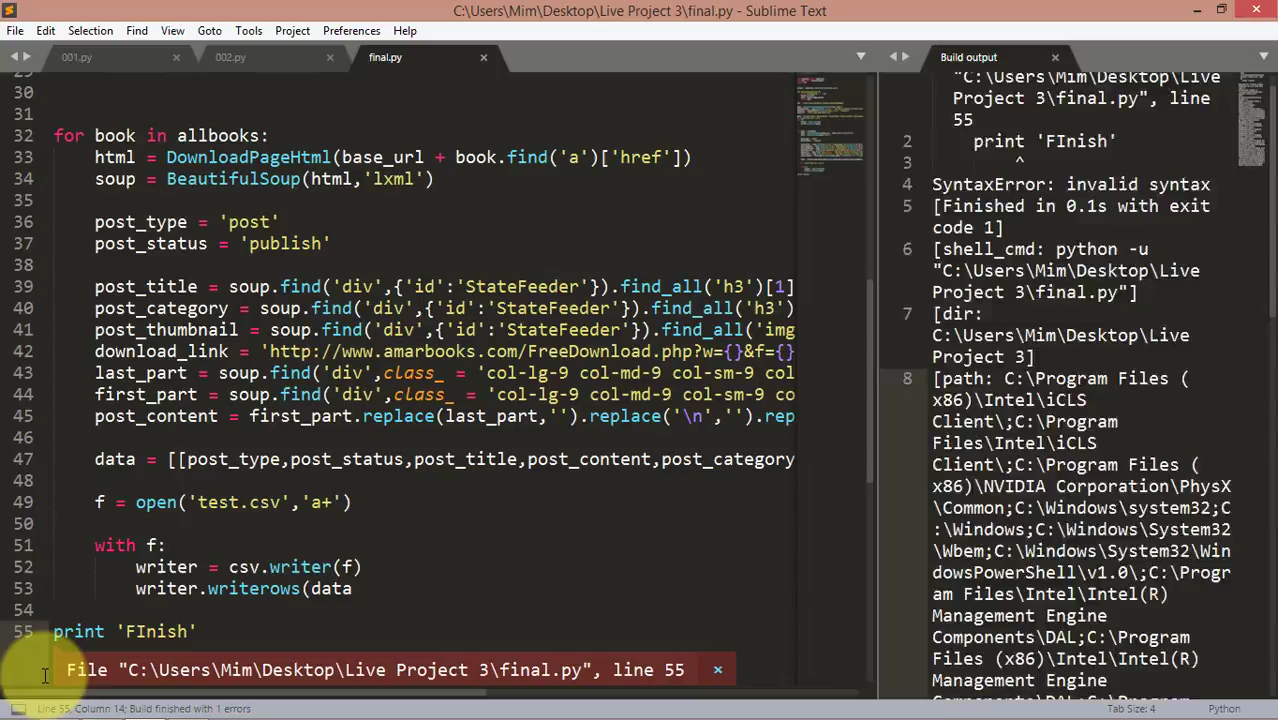 C:\Users\Mim\Desktop\Live Project 3\final.py - Sublime Text
File Edit Selection Find View Goto Tools Project Preferences Help
001.py 002.py final.py
30
31
32 for book in allbooks:
33 html = DownloadPageHtml(base_url + book.find('a')['href'])
34 soup = BeautifulSoup(html,'lxml')
35
36 post_type = 'post'
37 post_status = 'publish'
38
39 post_title = soup.find('div',{'id':'StateFeeder'}).find_all('h3')[1]
40 post_category = soup.find('div',{'id':'StateFeeder'}).find_all('h3')
41 post_thumbnail = soup.find('div',{'id':'StateFeeder'}).find_all('img
42 download_link = 'http://www.amarbooks.com/FreeDownload.php?w={}&f={}
43 last_part = soup.find('div',class_ = 'col-lg-9 col-md-9 col-sm-9 col
44 first_part = soup.find('div',class_ = 'col-lg-9 col-md-9 col-sm-9 co
45 post_content = first_part.replace(last_part,'').replace('\n','').rep
46
47 data = [[post_type,post_status,post_title,post_content,post_category
48
49 f = open('test.csv','a+')
50
51 with f:
52 writer = csv.writer(f)
53 writer.writerows(data
54
55 print 'FInish'
File "C:\Users\Mim\Desktop\Live Project 3\final.py", line 55 ×
Build output
"C:\Users\Mim\Desktop\Live
Project 3\final.py", line
55
2 print 'FInish'
3 ^
4 SyntaxError: invalid syntax
5 [Finished in 0.1s with exit
code 1]
6 [shell_cmd: python -u
"C:\Users\Mim\Desktop\Live
Project 3\final.py"]
7 [dir:
C:\Users\Mim\Desktop\Live
Project 3]
8 [path: C:\Program Files (
x86)\Intel\iCLS
Client\;C:\Program
Files\Intel\iCLS
Client\;C:\Program Files (
x86)\NVIDIA Corporation\PhysX
\Common;C:\Windows\system32;C
:\Windows;C:\Windows\System32
\Wbem;C:\Windows\System32\Win
dowsPowerShell\v1.0\;C:\Progr
am Files\Intel\Intel(R)
Management Engine
Components\DAL;C:\Program
Files (x86)\Intel\Intel(R)
Management Engine
Line 55, Column 14; Build finished with 1 errors
Tab Size: 4 Python